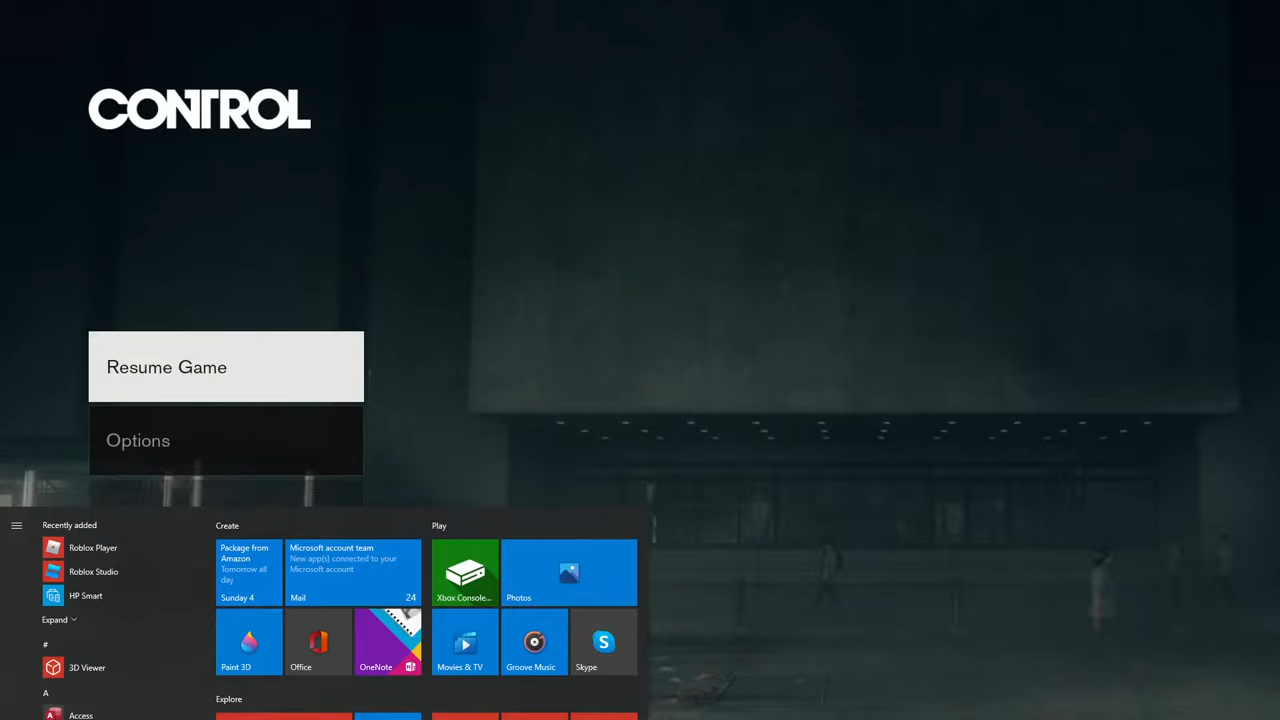 CONTROL
Resume Game
Options
Recently added
Roblox Player
Roblox Studio
HP Smart
Expand
#
3D Viewer
A
Access
Create
Package from
Amazon
Tomorrow all
day
Sunday 4
Microsoft account team
New app(s) connected to your
Microsoft account
Mail
24
Paint 3D
Office
OneNote
Explore
Play
Xbox Console...
Photos
Movies & TV
Groove Music
Skype